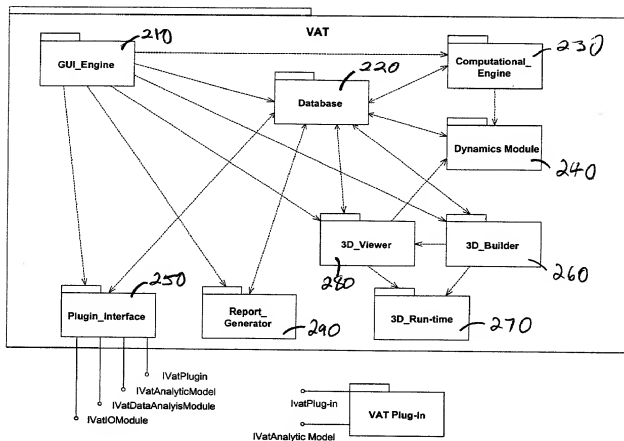 VAT
210
GUI_Engine
220
Database
230
Computational_
Engine
Dynamics Module
240
3D_Viewer
280
3D_Builder
260
250
Plugin_Interface
Report_
Generator
290
3D_Run-time
270
IVatPlugin
IVatAnalyticModel
IVatDataAnalyisModule
IVatIOModule
IvatPlug-in
IVatAnalytic Model
VAT Plug-in